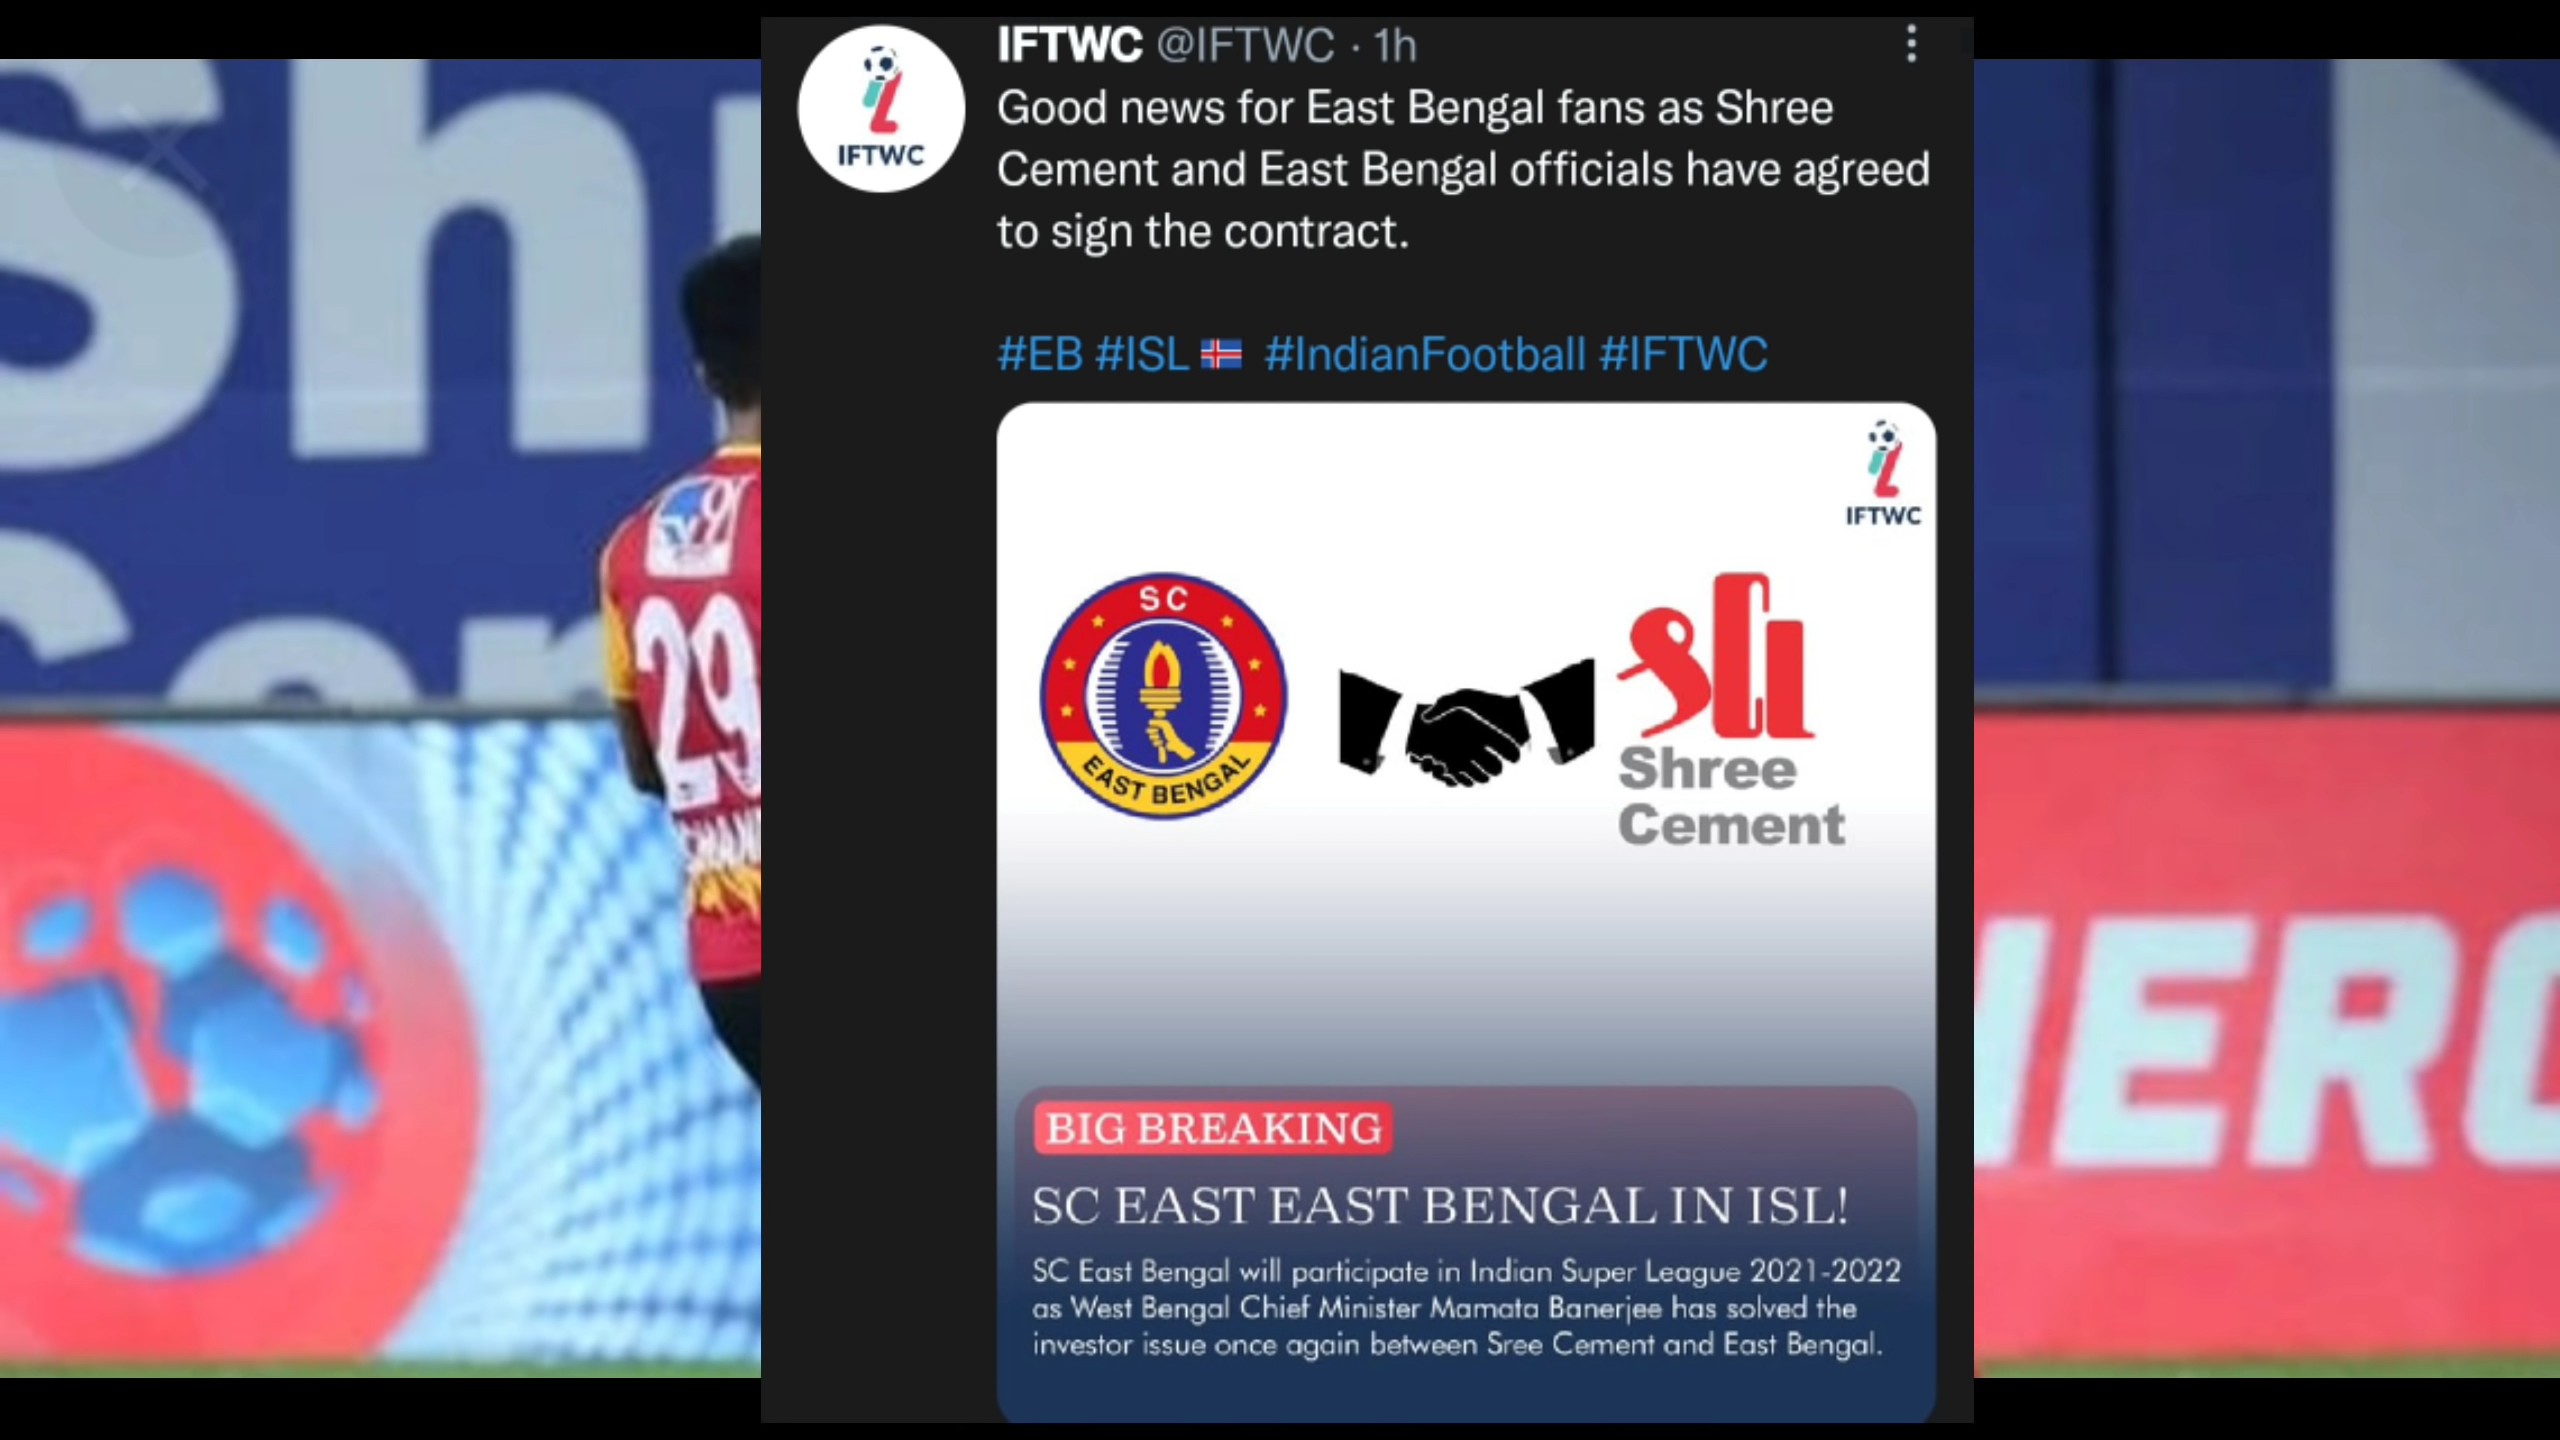 IFTWC @IFTWC · 1h
Good news for East Bengal fans as Shree
Cement and East Bengal officials have agreed
to sign the contract.
#EB #ISL #IndianFootball #IFTWC
IFTWC
IFTWC
SC
EAST BENGAL
Shree
Cement
BIG BREAKING
SC EAST EAST BENGAL IN ISL!
SC East Bengal will participate in Indian Super League 2021-2022
as West Bengal Chief Minister Mamata Banerjee has solved the
investor issue once again between Sree Cement and East Bengal.
29